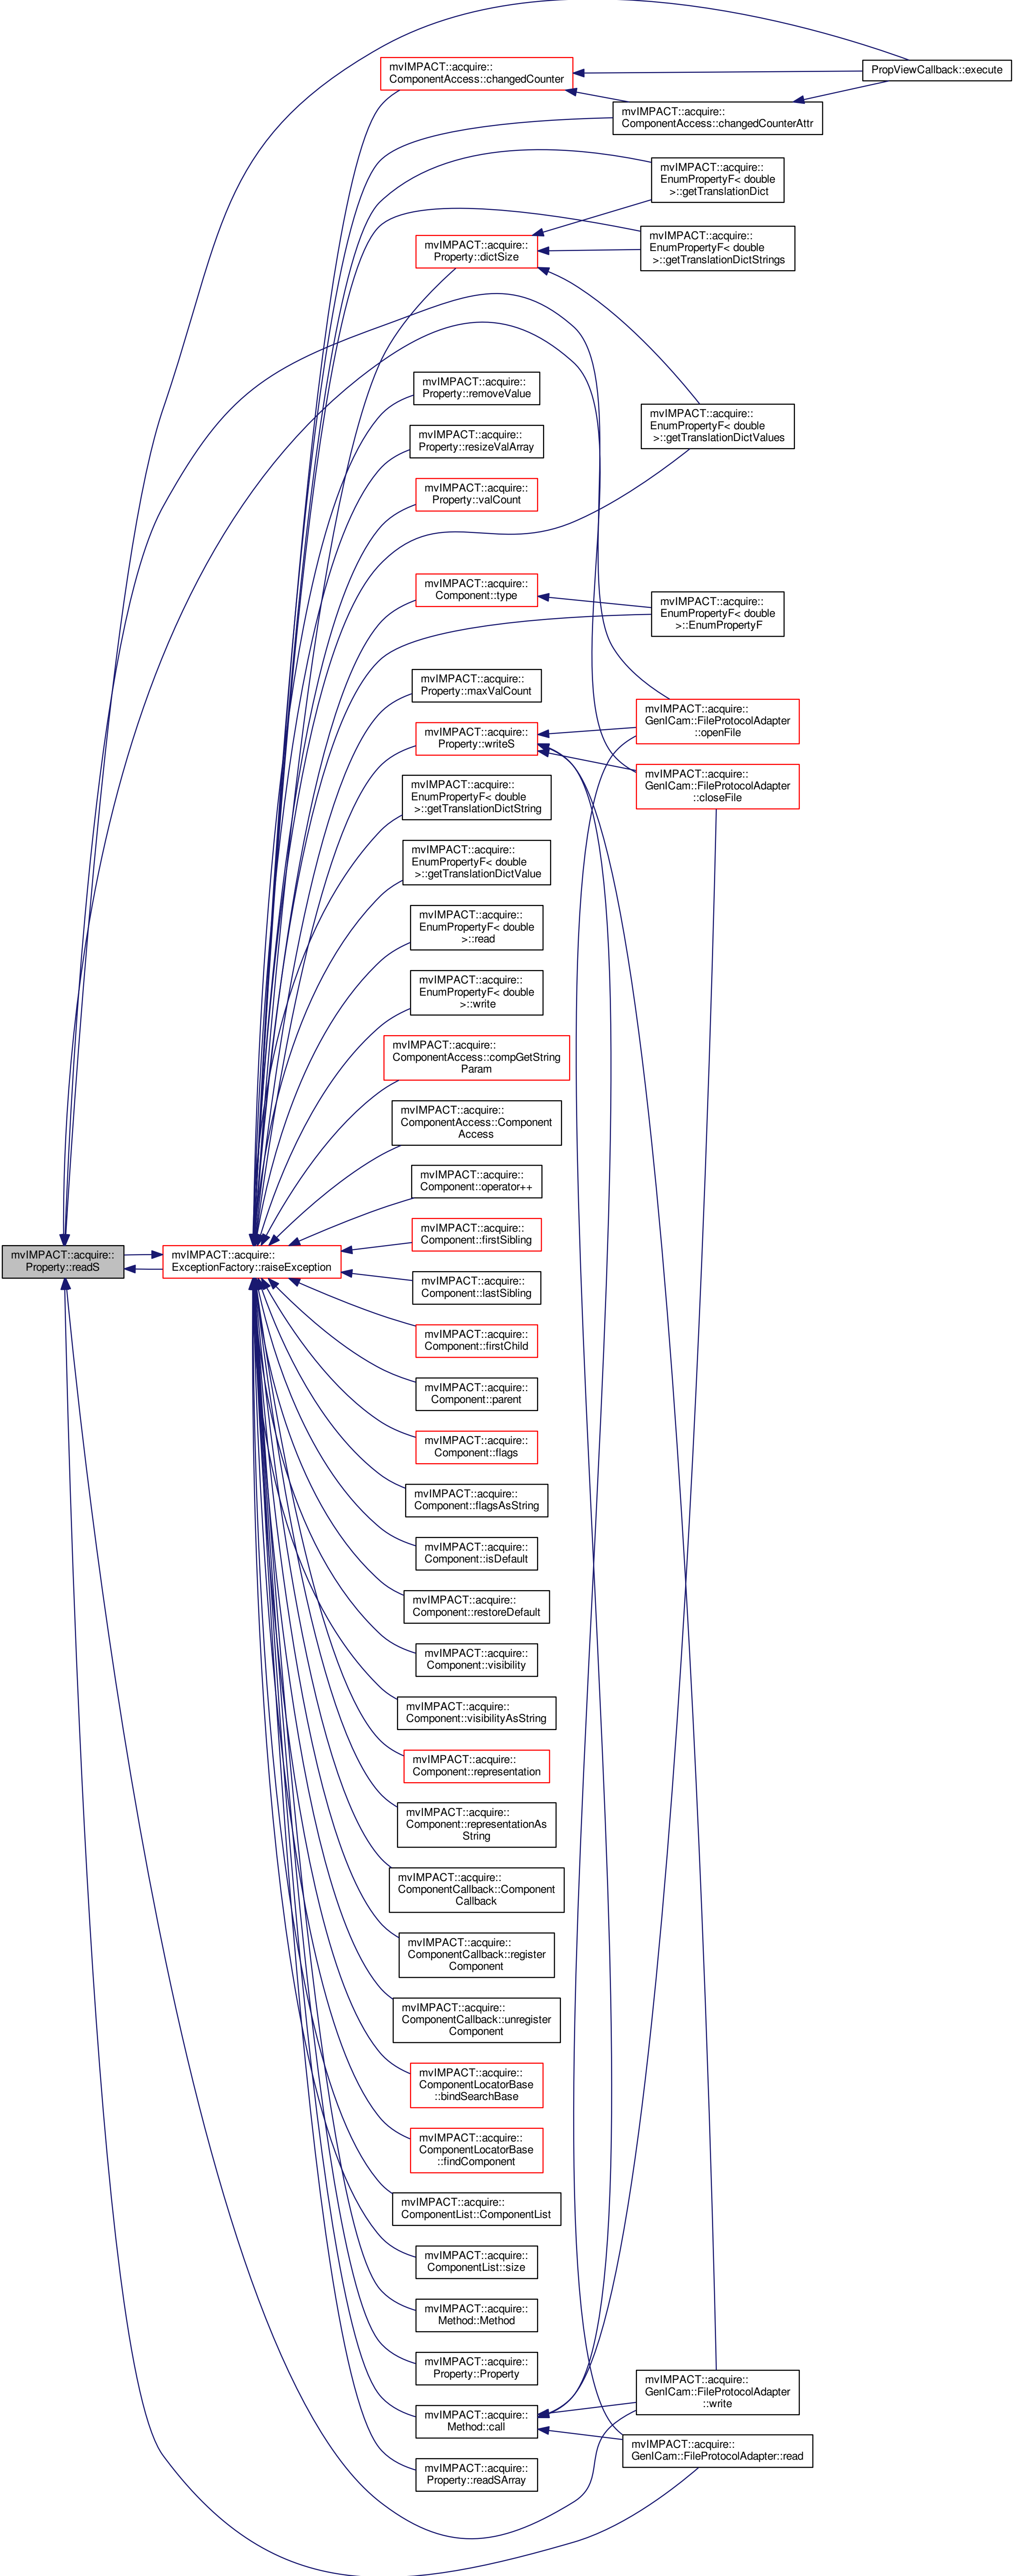 mvIMPACT::acquire::
ComponentAccess::changedCounter
PropViewCallback::execute
mvIMPACT::acquire::
ComponentAccess::changedCounterAttr
mvIMPACT::acquire::
EnumPropertyF< double
>::getTranslationDict
mvIMPACT::acquire::
EnumPropertyF< double
>::getTranslationDictStrings
mvIMPACT::acquire::
Property::dictSize
mvIMPACT::acquire::
Property::removeValue
mvIMPACT::acquire::
EnumPropertyF< double
>::getTranslationDictValues
mvIMPACT::acquire::
Property::resizeValArray
mvIMPACT::acquire::
Property::valCount
mvIMPACT::acquire::
Component::type
mvIMPACT::acquire::
EnumPropertyF< double
>::EnumPropertyF
mvIMPACT::acquire::
Property::maxValCount
mvIMPACT::acquire::
GenICam::FileProtocolAdapter
::openFile
mvIMPACT::acquire::
Property::writeS
mvIMPACT::acquire::
GenICam::FileProtocolAdapter
::closeFile
mvIMPACT::acquire::
EnumPropertyF< double
>::getTranslationDictString
mvIMPACT::acquire::
EnumPropertyF< double
>::getTranslationDictValue
mvIMPACT::acquire::
EnumPropertyF< double
>::read
mvIMPACT::acquire::
EnumPropertyF< double
>::write
mvIMPACT::acquire::
ComponentAccess::compGetString
Param
mvIMPACT::acquire::
ComponentAccess::Component
Access
mvIMPACT::acquire::
Component::operator++
mvIMPACT::acquire::
Component::firstSibling
mvIMPACT::acquire::
Property::readS
mvIMPACT::acquire::
ExceptionFactory::raiseException
mvIMPACT::acquire::
Component::lastSibling
mvIMPACT::acquire::
Component::firstChild
mvIMPACT::acquire::
Component::parent
mvIMPACT::acquire::
Component::flags
mvIMPACT::acquire::
Component::flagsAsString
mvIMPACT::acquire::
Component::isDefault
mvIMPACT::acquire::
Component::restoreDefault
mvIMPACT::acquire::
Component::visibility
mvIMPACT::acquire::
Component::visibilityAsString
mvIMPACT::acquire::
Component::representation
mvIMPACT::acquire::
Component::representationAs
String
mvIMPACT::acquire::
ComponentCallback::Component
Callback
mvIMPACT::acquire::
ComponentCallback::register
Component
mvIMPACT::acquire::
ComponentCallback::unregister
Component
mvIMPACT::acquire::
ComponentLocatorBase
::bindSearchBase
mvIMPACT::acquire::
ComponentLocatorBase
::findComponent
mvIMPACT::acquire::
ComponentList::ComponentList
mvIMPACT::acquire::
ComponentList::size
mvIMPACT::acquire::
Method::Method
mvIMPACT::acquire::
Property::Property
mvIMPACT::acquire::
GenICam::FileProtocolAdapter
::write
mvIMPACT::acquire::
Method::call
mvIMPACT::acquire::
GenICam::FileProtocolAdapter::read
mvIMPACT::acquire::
Property::readSArray